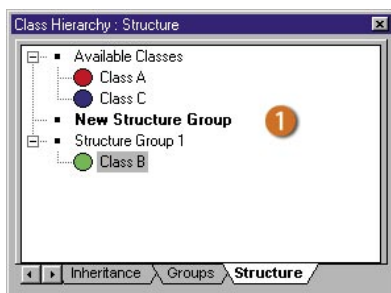 Class Hierarchy : Structure
Available Classes
Class A
Class C
New Structure Group
1
Structure Group 1
Class B
Inheritance Groups Structure